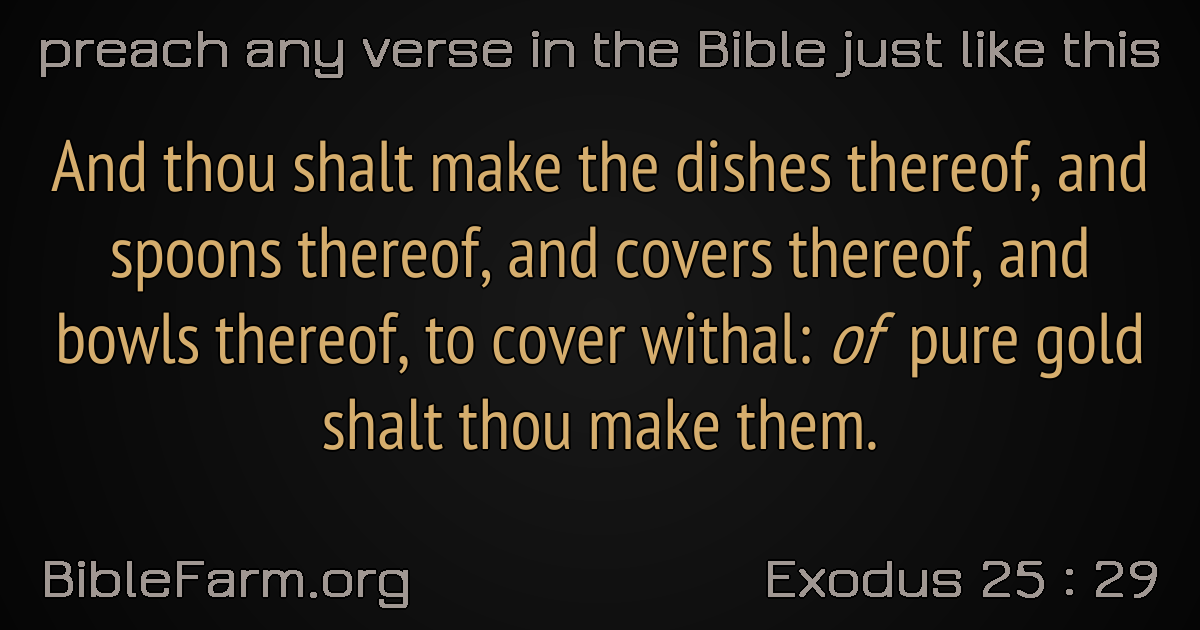 preach any verse in the Bible just like this
And thou shalt make the dishes thereof, and
spoons thereof, and covers thereof, and
bowls thereof, to cover withal: of pure gold
shalt thou make them.
BibleFarm.org
Exodus 25 : 29